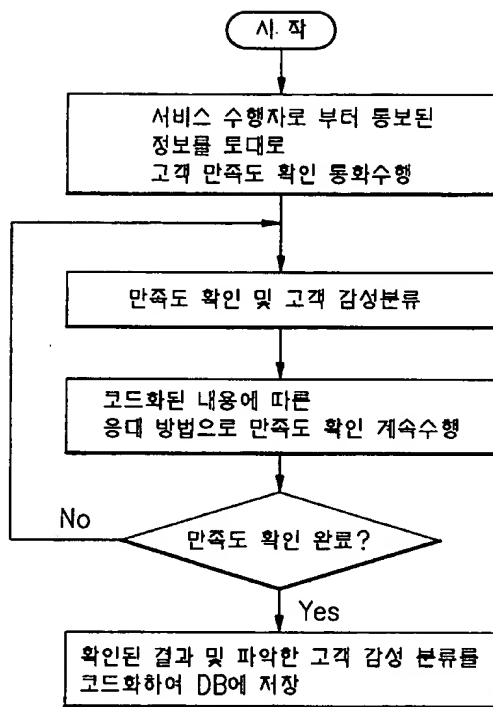 시 작
서비스 수행자로 부터 통보된
정보를 토대로
고객 만족도 확인 통화수행
만족도 확인 및 고객 감성분류
코드화된 내용에 따른
응대 방법으로 만족도 확인 계속수행
만족도 확인 완료?
No
Yes
확인된 결과 및 파악한 고객 감성 분류를
코드화하여 DB에 저장